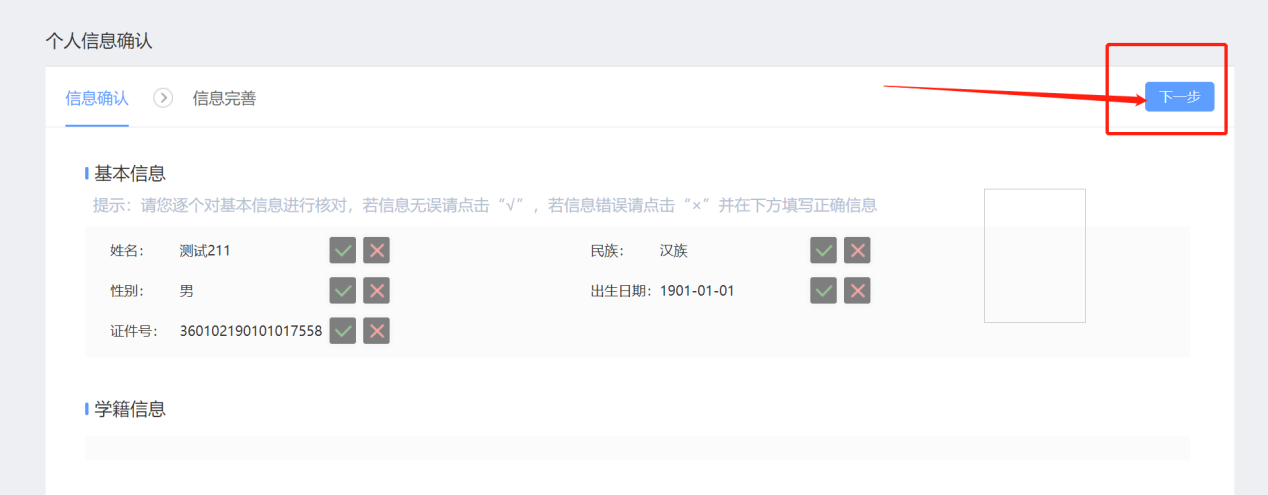 个人信息确认
信息确认 信息完善 下一步
基本信息
提示：请您逐个对基本信息进行核对，若信息无误请点击“√”，若信息错误请点击“×”并在下方填写正确信息
姓名： 测试211 民族： 汉族
性别： 男 出生日期：1901-01-01
证件号： 360102190101017558
学籍信息